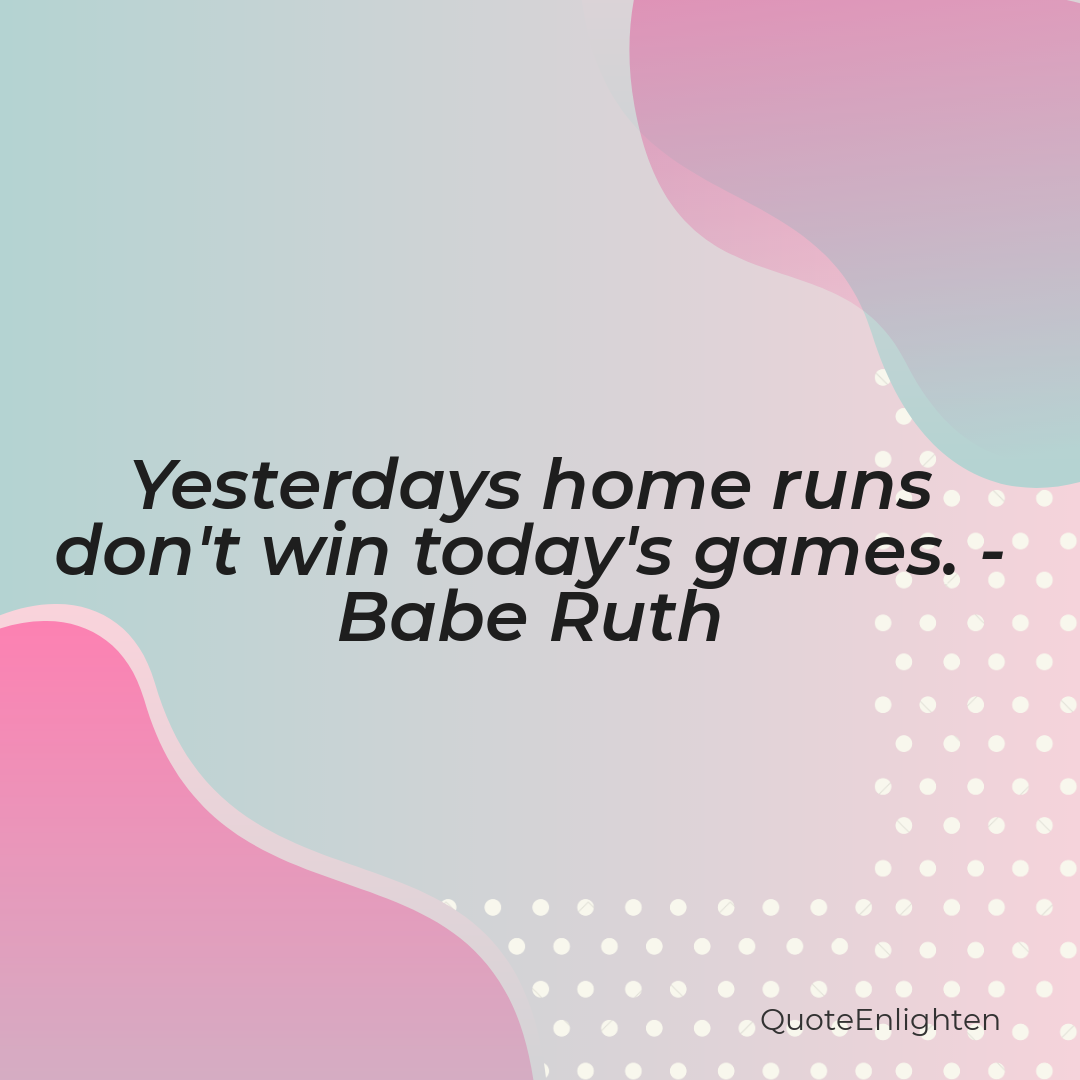 Yesterdays home runs
don't win today's games. -
Babe Ruth
QuoteEnlighten